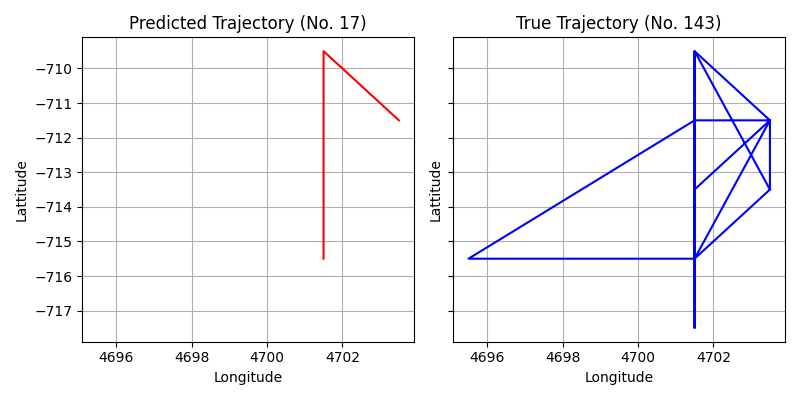 Predicted Trajectory (No. 17)
True Trajectory (No. 143)
Lattitude
−710
−711
−712
−713
−714
−715
−716
−717
4696
4698
4700
4702
Longitude
Lattitude
4696
4698
4700
4702
Longitude